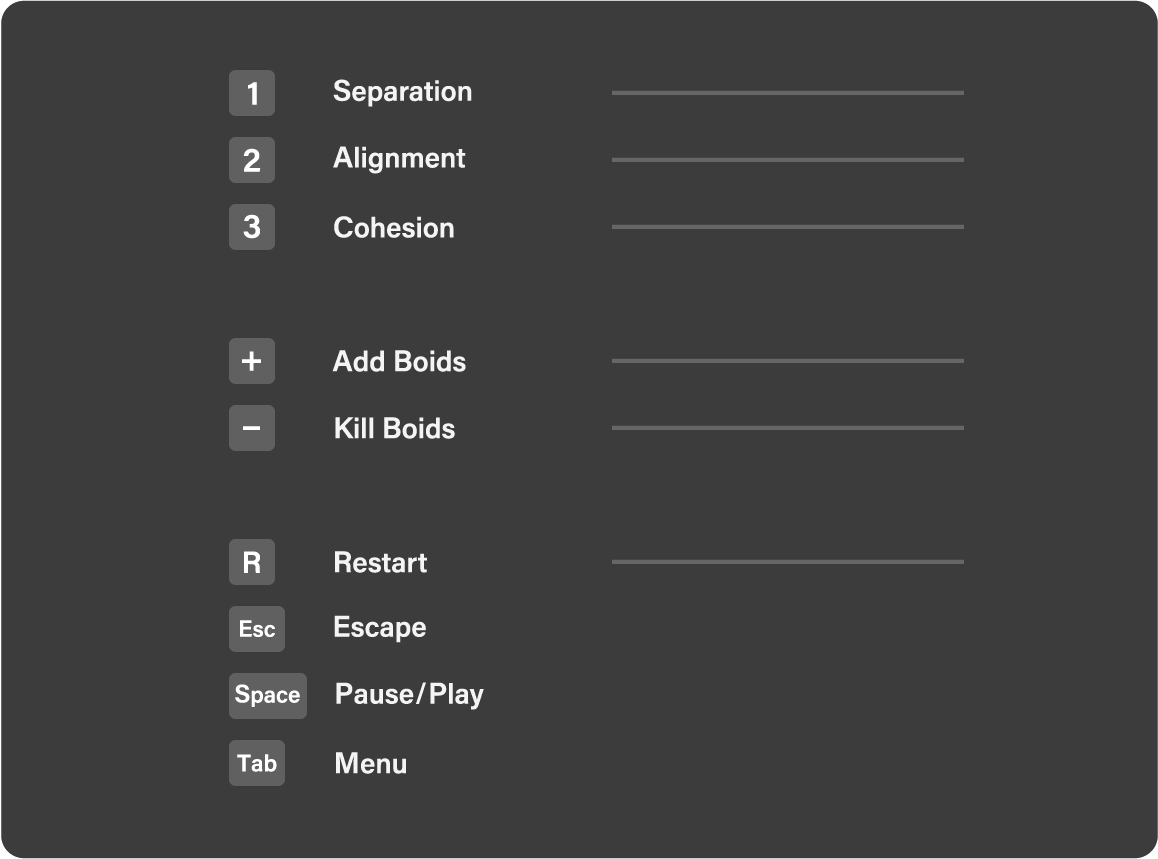 1 Separation
2 Alignment
3 Cohesion
+ Add Boids
− Kill Boids
R Restart
Esc Escape
Space Pause/Play
Tab Menu